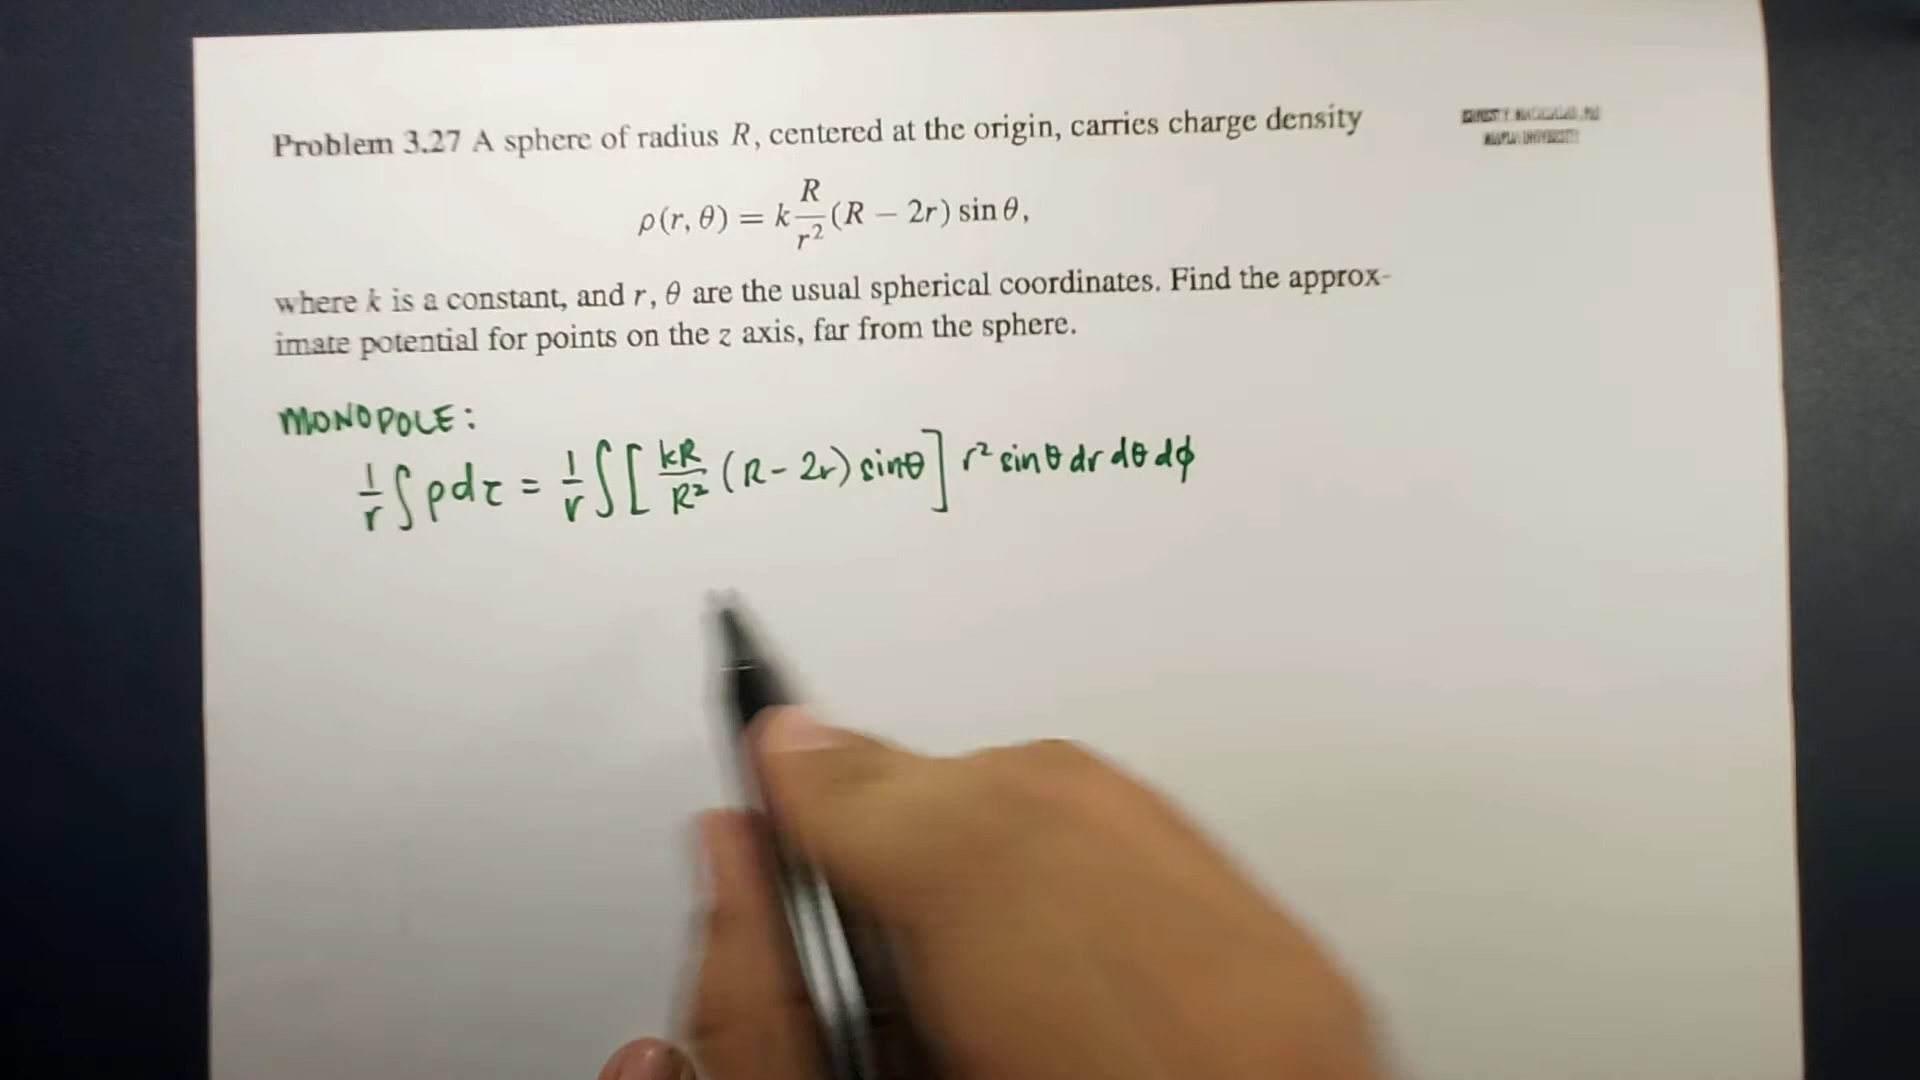 Problem 3.27 A sphere of radius R, centered at the origin, carries charge density
ρ(r, θ) = k R/r² (R − 2r) sin θ,
where k is a constant, and r, θ are the usual spherical coordinates. Find the approx-
imate potential for points on the z axis, far from the sphere.
MONOPOLE:
1/r ∫ρdτ = 1/r ∫[kR/R² (R - 2r) sinθ] r² sinθ dr dθ dϕ